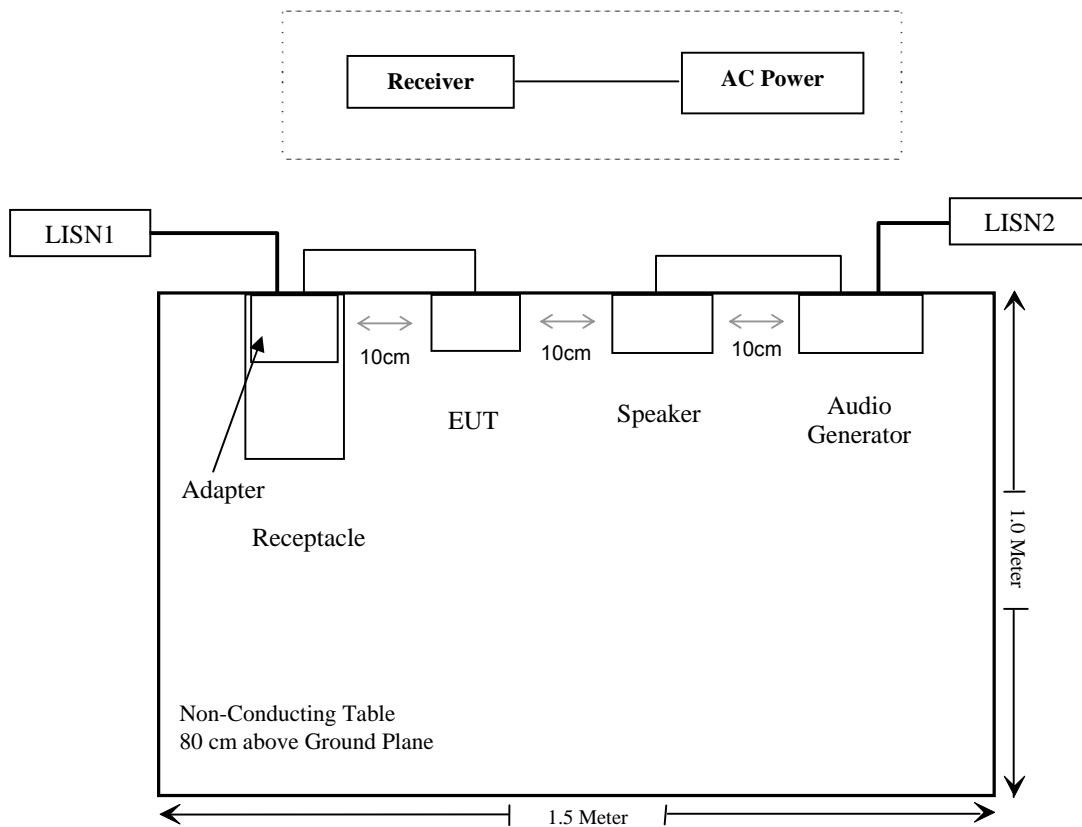 Receiver
AC Power
LISN1
LISN2
10cm
10cm
10cm
EUT
Speaker
Audio
Generator
Adapter
Receptacle
1.0 Meter
Non-Conducting Table
80 cm above Ground Plane
1.5 Meter